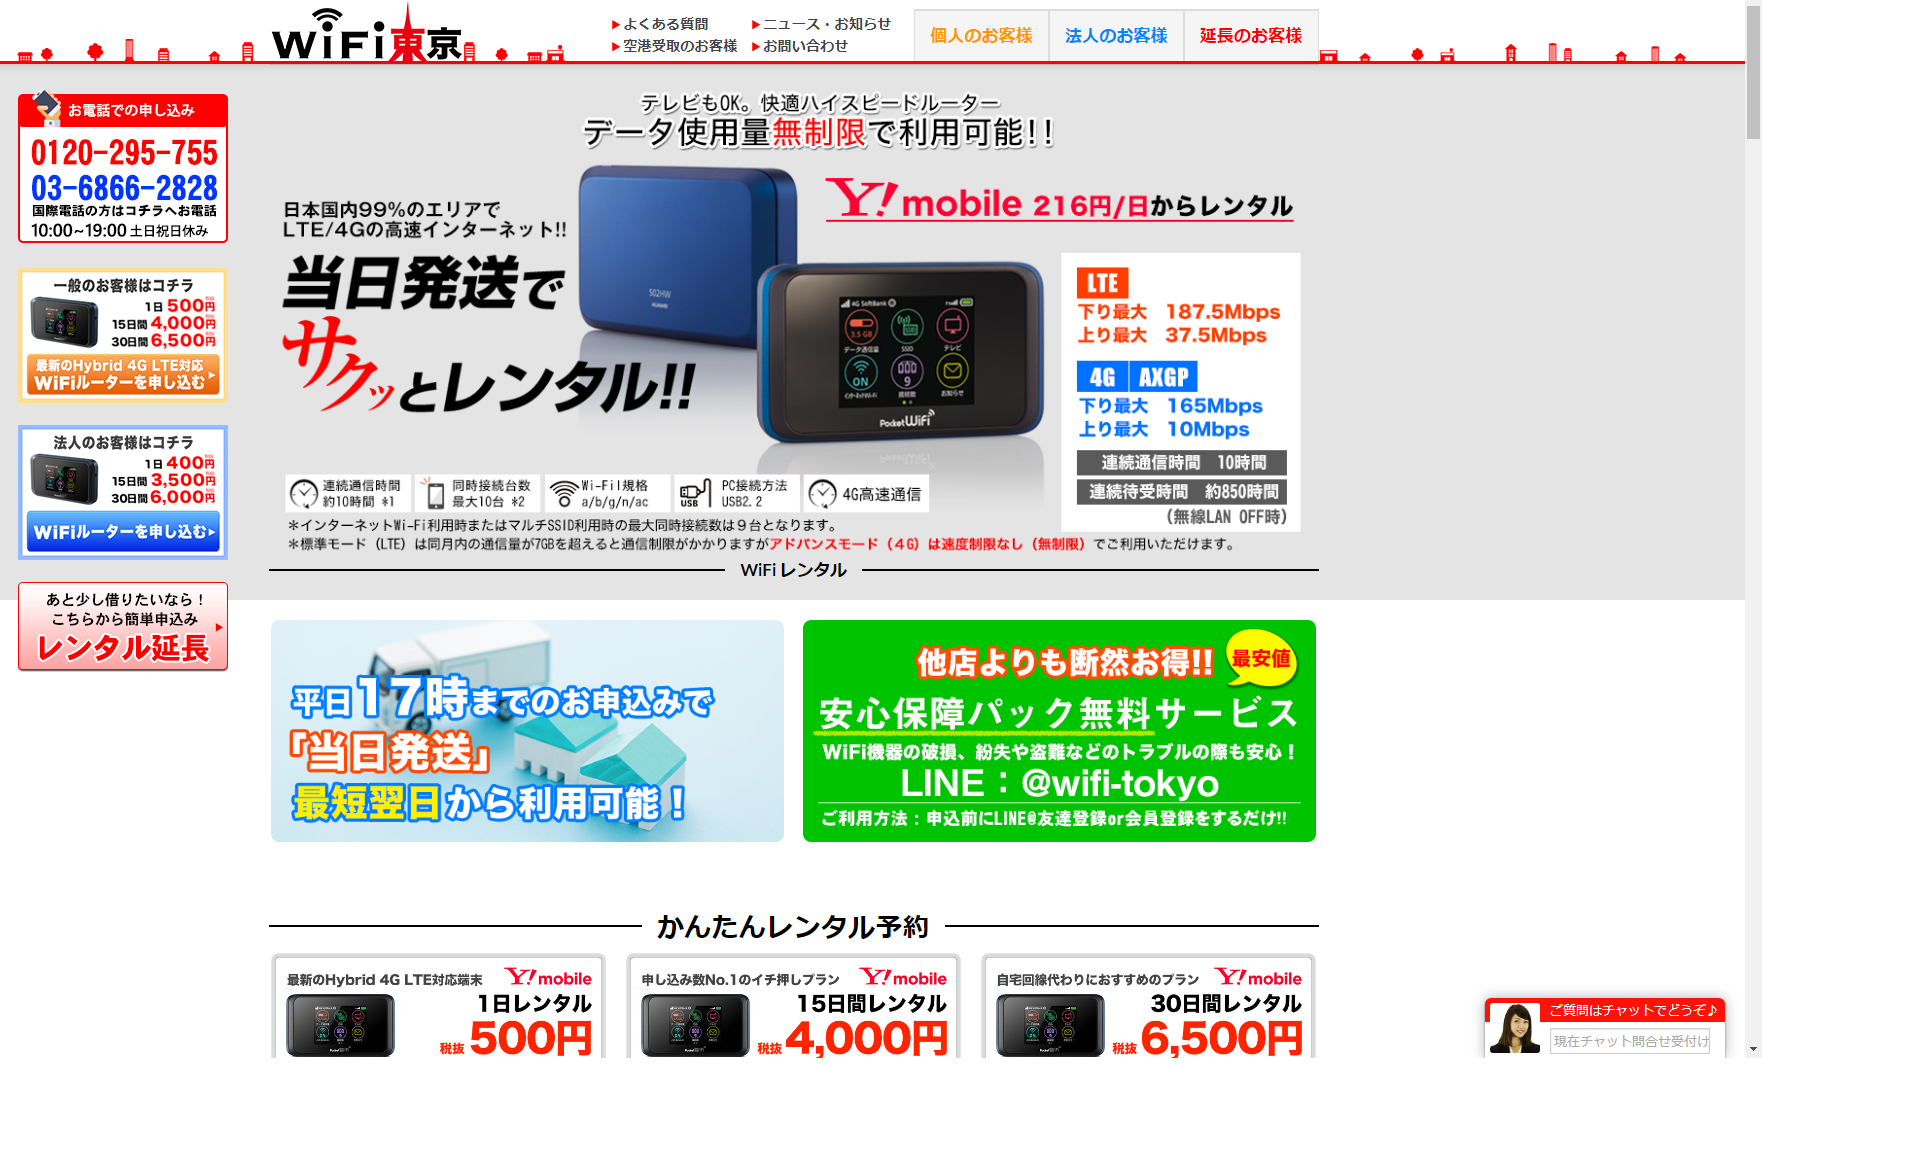 WiFi東京
よくある質問
ニュース・お知らせ
空港受取のお客様
お問い合わせ
個人のお客様
法人のお客様
延長のお客様
お電話での申し込み
0120-295-755
03-6866-2828
国際電話の方はコチラへお電話
10:00~19:00 土日祝日休み
一般のお客様はコチラ
1日 500円
15日間 4,000円
30日間 6,500円
最新のHybrid 4G LTE対応
WiFiルーターを申し込む
法人のお客様はコチラ
1日 400円
15日間 3,500円
30日間 6,000円
WiFiルーターを申し込む
あと少し借りたいなら！
こちらから簡単申込み
レンタル延長
テレビもOK。快適ハイスピードルーター
データ使用量無制限で利用可能!!
Y!mobile 216円/日からレンタル
日本国内99%のエリアで
LTE/4Gの高速インターネット!!
当日発送で
サクッとレンタル!!
502HW
HUAWEI
4G SoftBank
3.5 GB
データ通信量
SSID
テレビ
ON
9
お知らせ
Pocket WiFi
LTE
下り最大 187.5Mbps
上り最大 37.5Mbps
4G AXGP
下り最大 165Mbps
上り最大 10Mbps
連続通信時間 10時間
連続待受時間 約850時間
(無線LAN OFF時)
連続通信時間
約10時間 *1
同時接続台数
最大10台 *2
Wi-FiI規格
a/b/g/n/ac
USB
PC接続方法
USB2.2
4G高速通信
*インターネットWi-Fi利用時またはマルチSSID利用時の最大同時接続数は９台となります。
*標準モード（LTE）は同月内の通信量が7GBを超えると通信制限がかかりますがアドバンスモード（４G）は速度制限なし（無制限）でご利用いただけます。
WiFiレンタル
平日17時までのお申込みで
「当日発送」
最短翌日から利用可能！
他店よりも断然お得!!
最安値
安心保障パック無料サービス
WiFi機器の破損、紛失や盗難などのトラブルの際も安心！
LINE：@wifi-tokyo
ご利用方法：申込前にLINE@友達登録or会員登録をするだけ!!
かんたんレンタル予約
最新のHybrid 4G LTE対応端末
Y!mobile
1日レンタル
税抜 500円
申し込み数No.1のイチ押しプラン
Y!mobile
15日間レンタル
税抜 4,000円
自宅回線代わりにおすすめのプラン
Y!mobile
30日間レンタル
税抜 6,500円
ご質問はチャットでどうぞ♪
現在チャット問合せ受付け